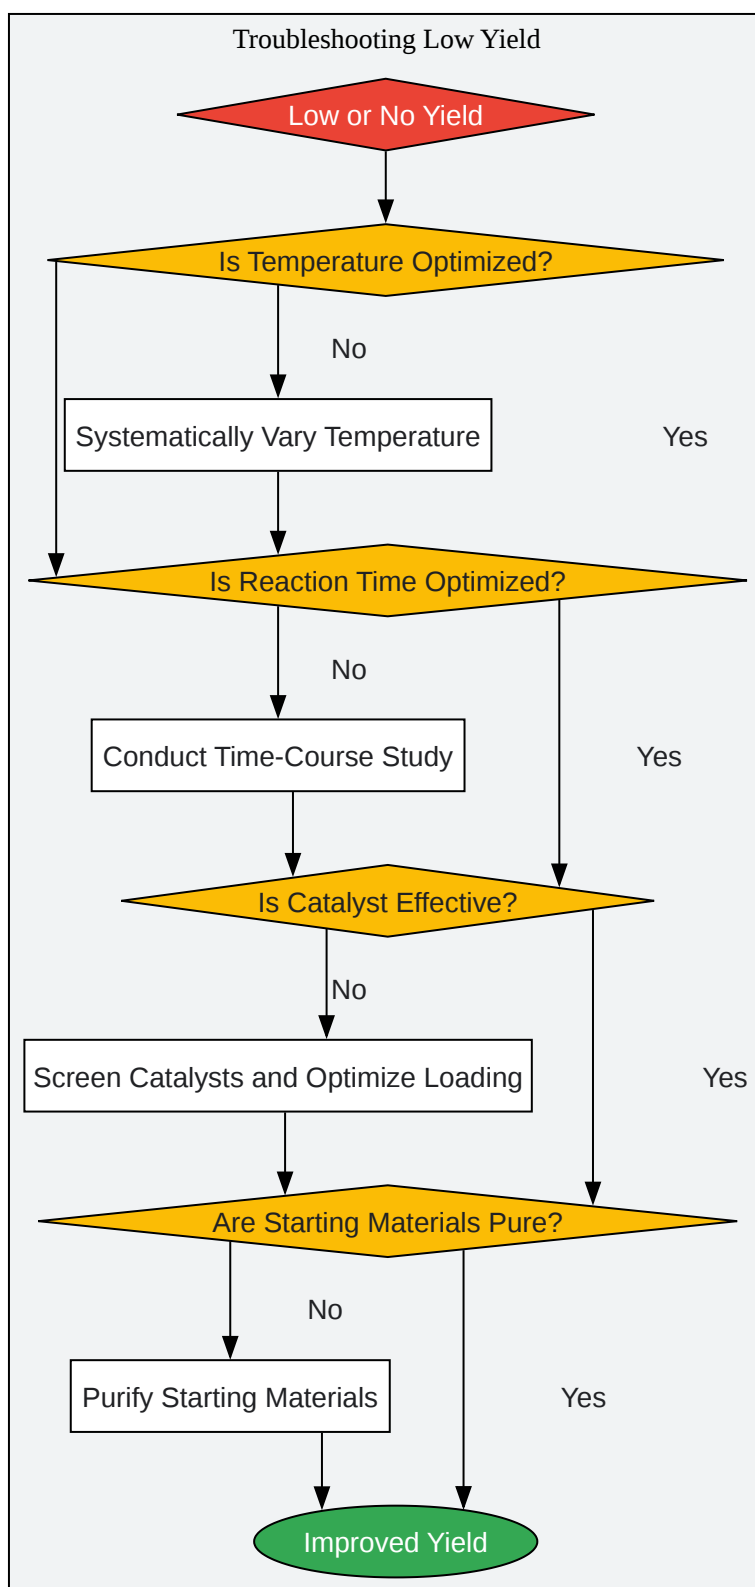 Troubleshooting Low Yield
Low or No Yield
Is Temperature Optimized?
No
Systematically Vary Temperature
Yes
Is Reaction Time Optimized?
No
Conduct Time-Course Study
Yes
Is Catalyst Effective?
No
Screen Catalysts and Optimize Loading
Yes
Are Starting Materials Pure?
No
Purify Starting Materials
Yes
Improved Yield